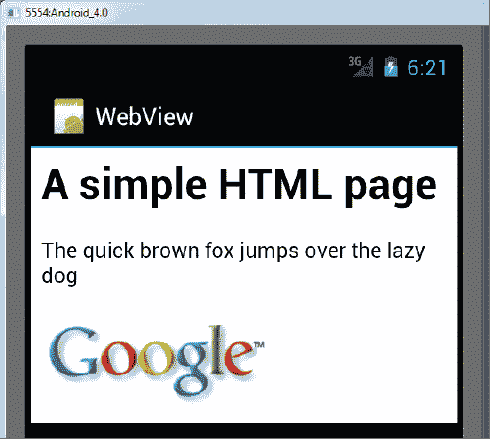 5554:Android_4.0
3G 6:21
WebView
A simple HTML page
The quick brown fox jumps over the lazy
dog
Google™